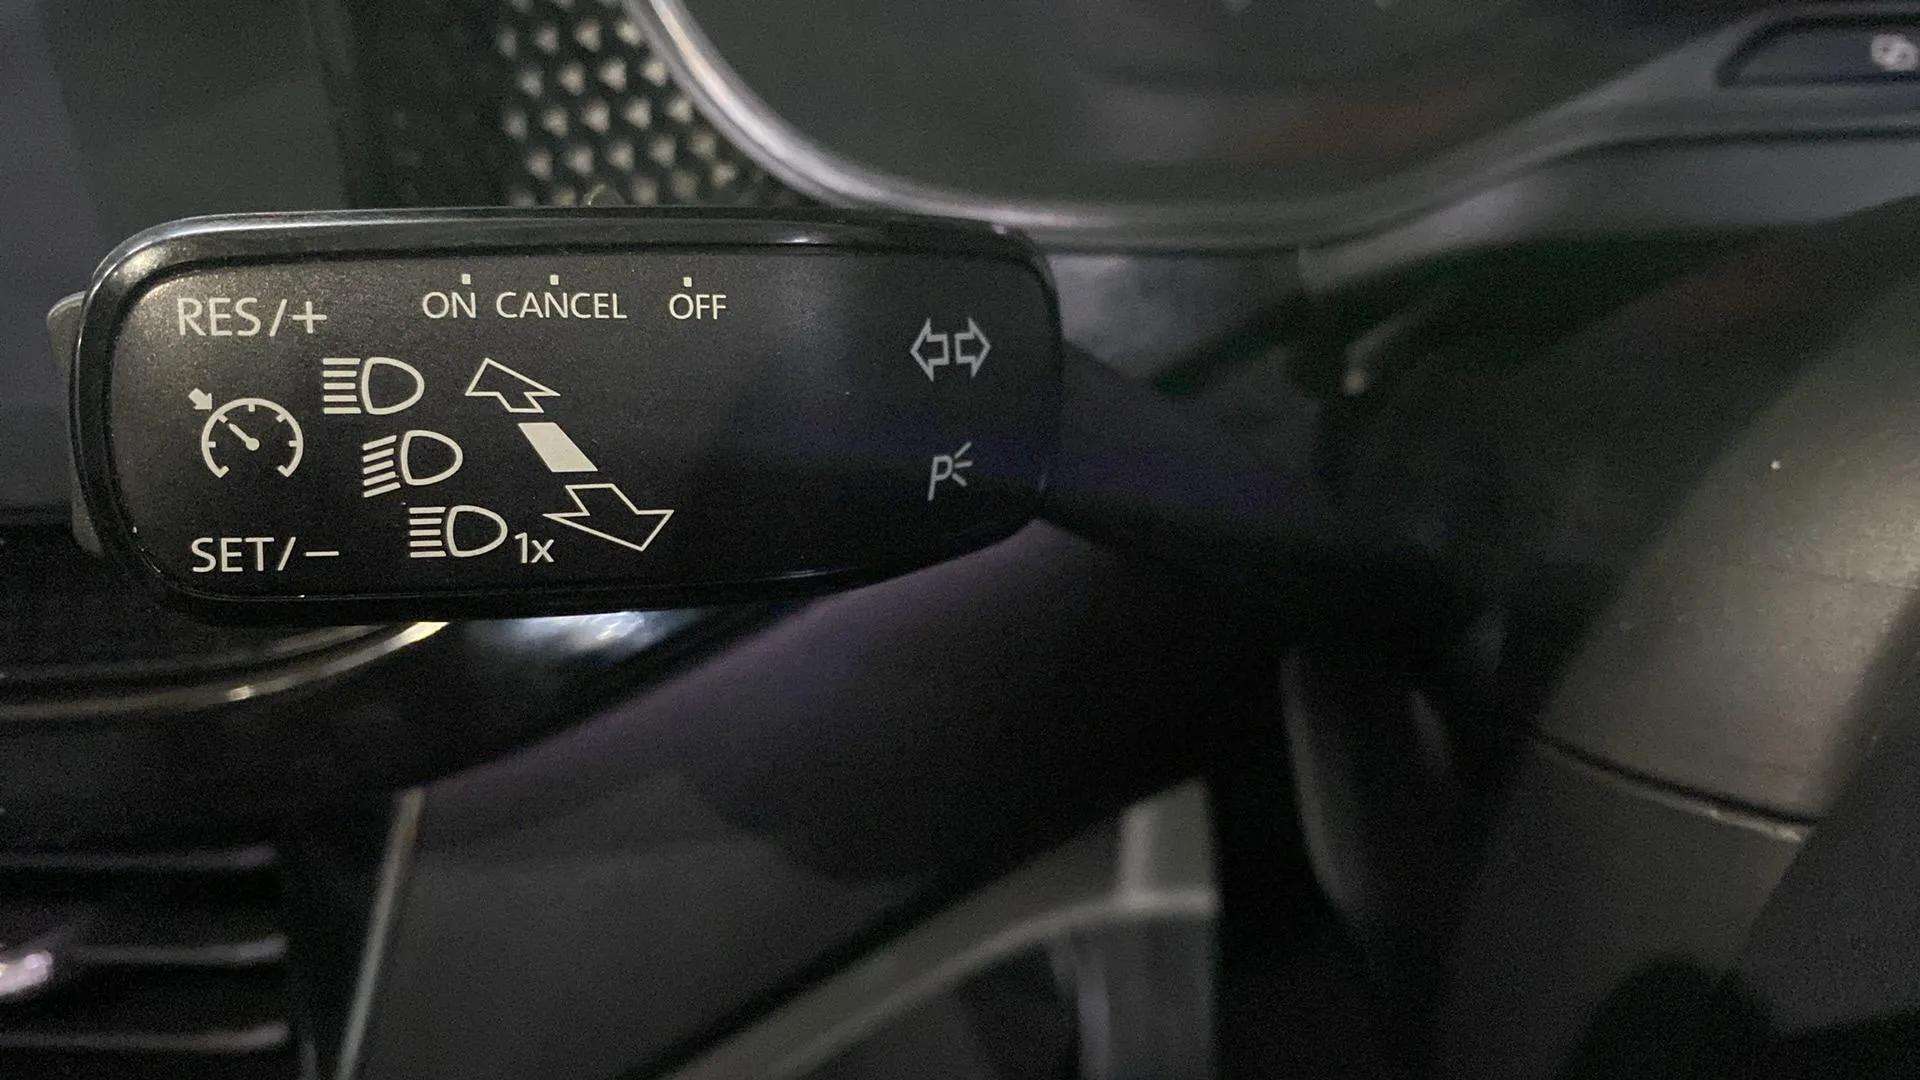 RES/+
ON CANCEL OFF
1x
P
SET/−